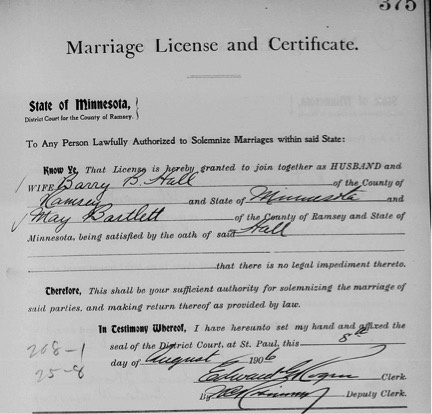 375
Marriage License and Certificate.
State of Minnesota,
District Court for the County of Ramsey.
To Any Person Lawfully Authorized to Solemnize Marriages within said State:
Know Ye, That License is hereby granted to join together as HUSBAND and
WIFE Barry B. Hall of the County of
Ramsey and State of Minnesota and
May Bartlett of the County of Ramsey and State of
Minnesota, being satisfied by the oath of said Hall
that there is no legal impediment thereto.
Therefore, This shall be your sufficient authority for solemnizing the marriage of
said parties, and making return thereof as provided by law.
In Testimony Whereof, I have hereunto set my hand and affixed the
seal of the District Court, at St. Paul, this 8th
208-1
day of August 1906
25-8
Edward G. Clerk.
By Deputy Clerk.